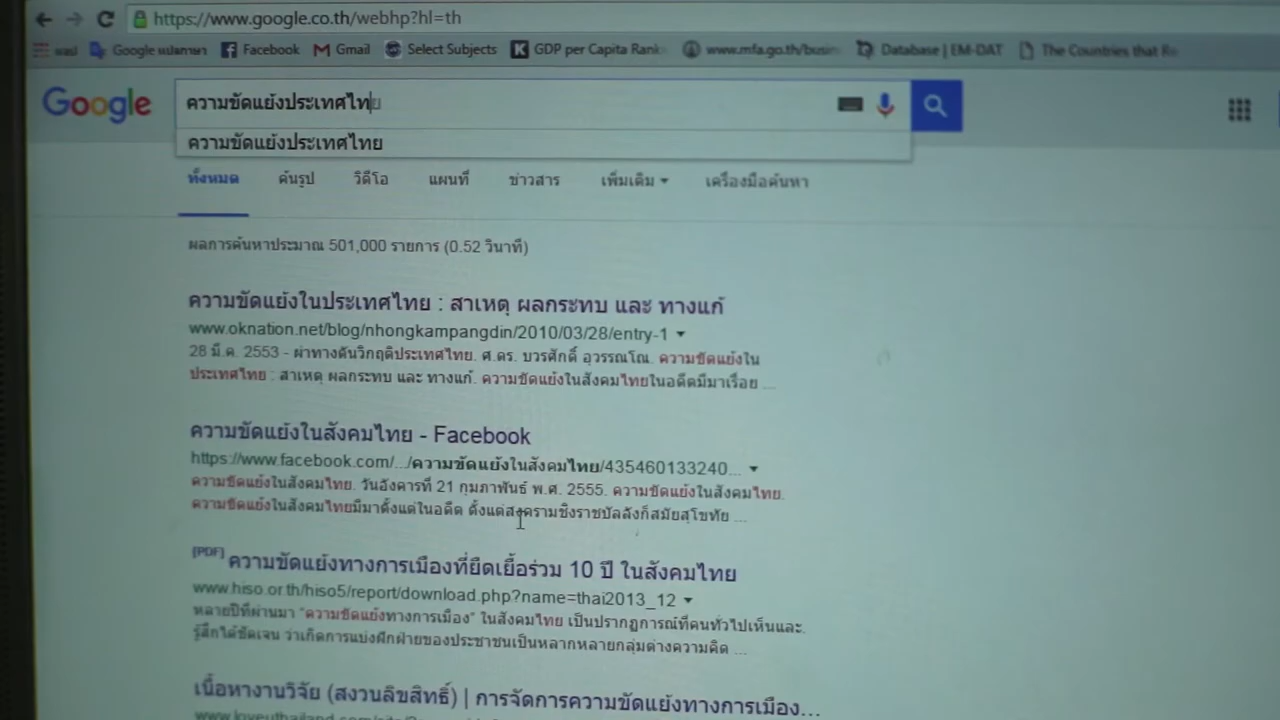 https://www.google.co.th/webhp?hl=th
Google แปลภาษา Facebook Gmail Select Subjects GDP per Capita Rank www.mfa.go.th/busin Database | EM-DAT The Countries that Re
Google ความขัดแย้งประเทศไทย
ความขัดแย้งประเทศไทย
ทั้งหมด ค้นรูป วิดีโอ แผนที่ ข่าวสาร เพิ่มเติม เครื่องมือค้นหา
ผลการค้นหาประมาณ 501,000 รายการ (0.52 วินาที)
ความขัดแย้งในประเทศไทย : สาเหตุ ผลกระทบ และ ทางแก้
www.oknation.net/blog/nhongkampangdin/2010/03/28/entry-1
28 มี.ค. 2553 - ผ่าทางตันวิกฤติประเทศไทย. ศ.ดร. บวรศักดิ์ อุวรรณโณ. ความขัดแย้งใน
ประเทศไทย : สาเหตุ ผลกระทบ และ ทางแก้. ความขัดแย้งในสังคมไทยในอดีตมีมาเรื่อย ...
ความขัดแย้งในสังคมไทย - Facebook
https://www.facebook.com/.../ความขัดแย้งในสังคมไทย/435460133240...
ความขัดแย้งในสังคมไทย. วันอังคารที่ 21 กุมภาพันธ์ พ.ศ. 2555. ความขัดแย้งในสังคมไทย.
ความขัดแย้งในสังคมไทยมีมาตั้งแต่ในอดีต ตั้งแต่สงครามชิงราชบัลลังก์สมัยสุโขทัย ...
[PDF] ความขัดแย้งทางการเมืองที่ยืดเยื้อร่วม 10 ปี ในสังคมไทย
www.hiso.or.th/hiso5/report/download.php?name=thai2013_12
หลายปีที่ผ่านมา "ความขัดแย้งทางการเมือง" ในสังคมไทย เป็นปรากฏการณ์ที่คนทั่วไปเห็นและ.
รู้สึกได้ชัดเจน ว่าเกิดการแบ่งฝักฝ่ายของประชาชนเป็นหลากหลายกลุ่มต่างความคิด ...
เนื้อหางานวิจัย (สงวนลิขสิทธิ์) | การจัดการความขัดแย้งทางการเมือง...